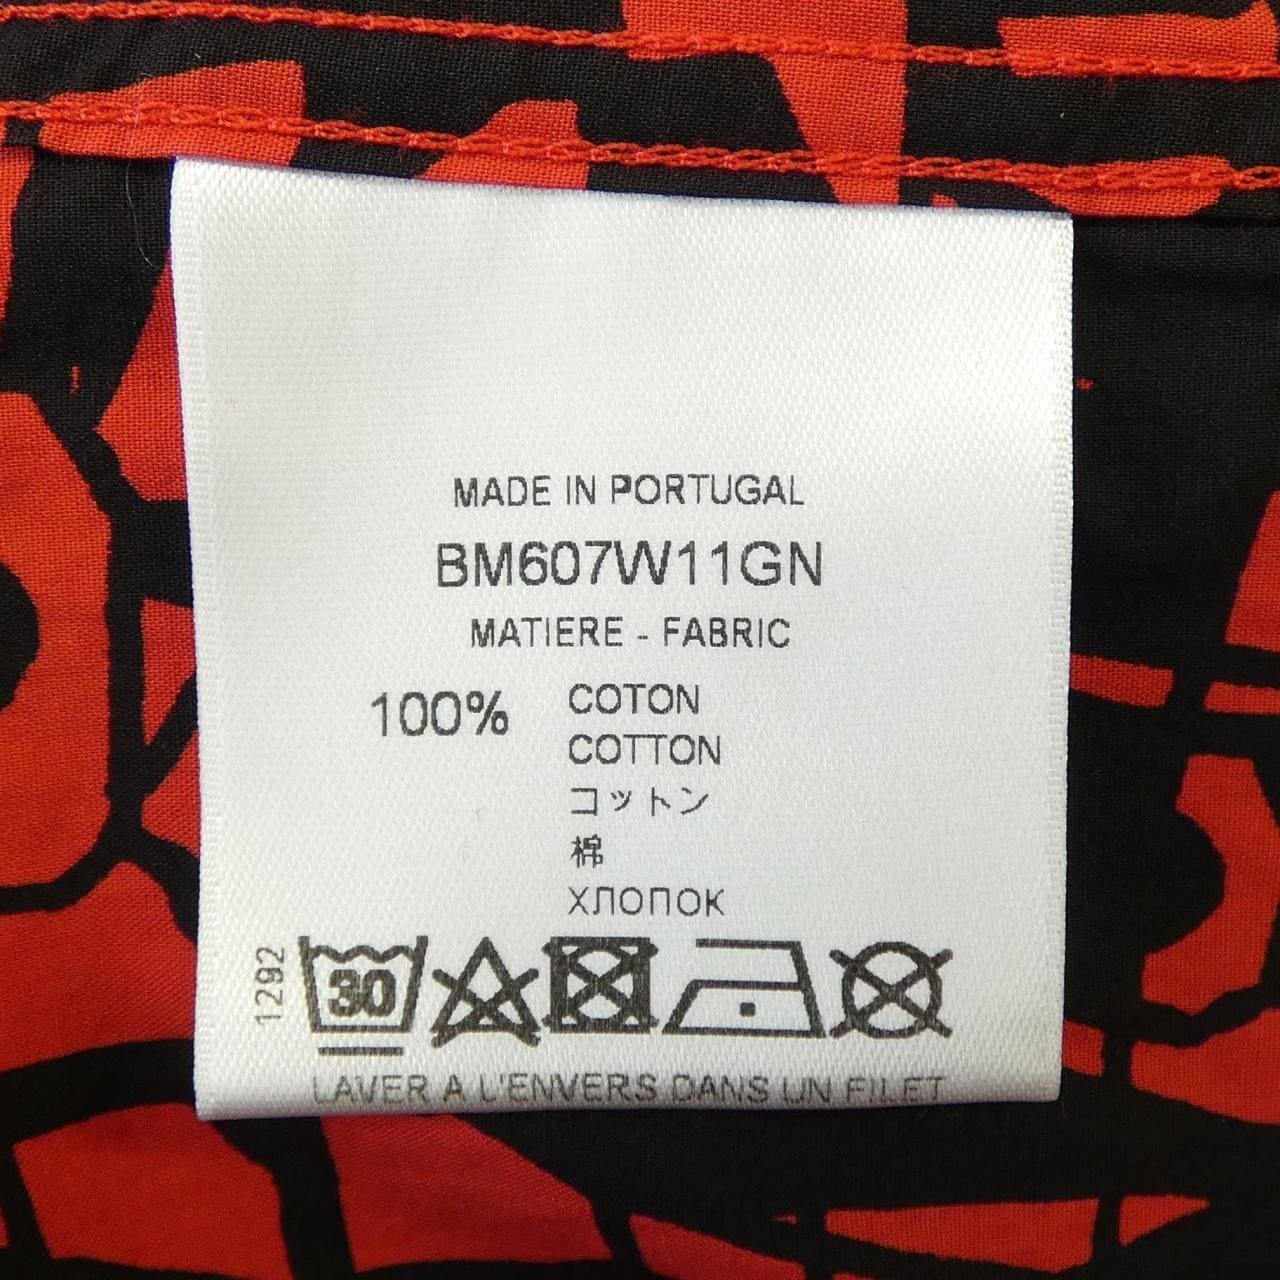 MADE IN PORTUGAL
BM607W11GN
MATIERE - FABRIC
100% COTON
COTTON
コットン
棉
ХЛОПОК
1292
30
LAVER A L'ENVERS DANS UN FILET